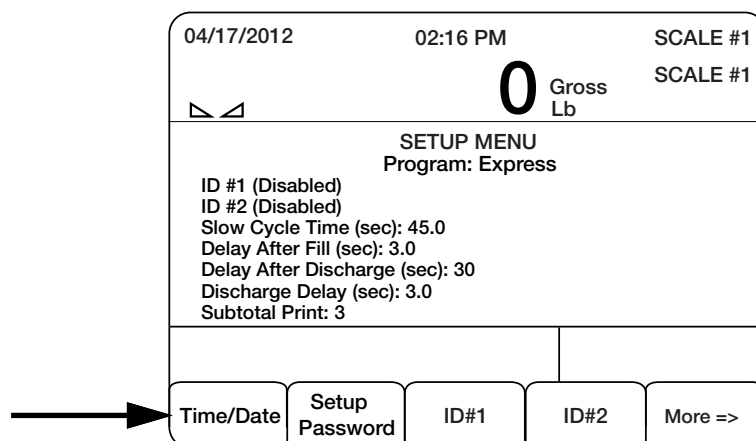 04/17/2012 02:16 PM SCALE #1
SCALE #1
0 Gross
Lb
SETUP MENU
Program: Express
ID #1 (Disabled)
ID #2 (Disabled)
Slow Cycle Time (sec): 45.0
Delay After Fill (sec): 3.0
Delay After Discharge (sec): 30
Discharge Delay (sec): 3.0
Subtotal Print: 3
Time/Date
Setup
Password
ID#1
ID#2
More =>